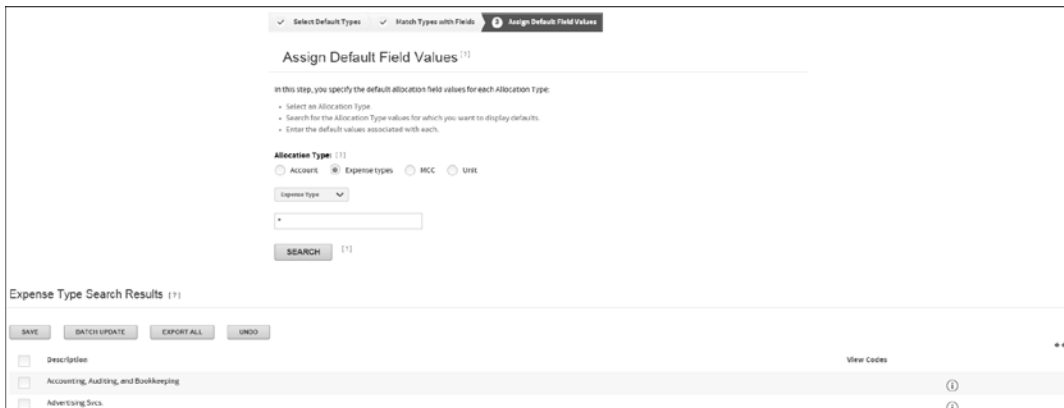 Select Default Types Match Types with Fields 3 Assign Default Field Values
Assign Default Field Values [?]
In this step, you specify the default allocation field values for each Allocation Type:
• Select an Allocation Type
• Search for the Allocation Type values for which you want to display defaults.
• Enter the default values associated with each.
Allocation Type: [?]
Account Expense types MCC Unit
Expense Type
*
SEARCH [?]
Expense Type Search Results [?]
SAVE BATCH UPDATE EXPORT ALL UNDO
Description View Codes
Accounting, Auditing, and Bookkeeping
Advertising Svcs.